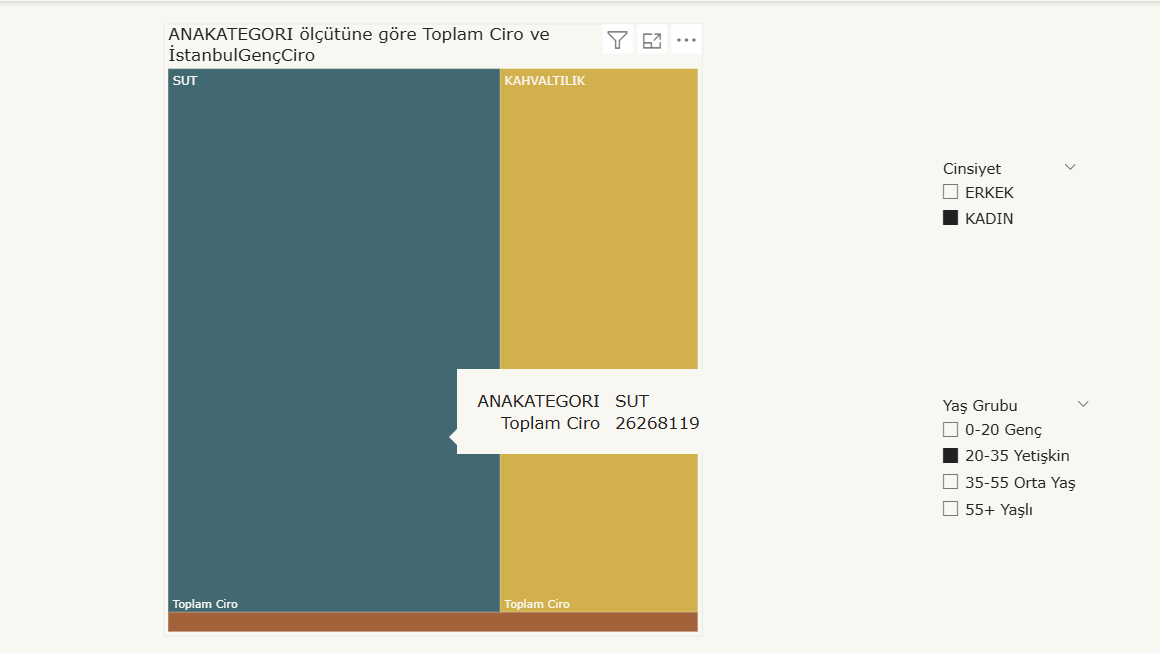 ANAKATEGORI ölçütüne göre Toplam Ciro ve
İstanbulGençCiro
SUT
KAHVALTILIK
ANAKATEGORI SUT
Toplam Ciro 26268119
Toplam Ciro
Toplam Ciro
Cinsiyet
ERKEK
KADIN
Yaş Grubu
0-20 Genç
20-35 Yetişkin
35-55 Orta Yaş
55+ Yaşlı